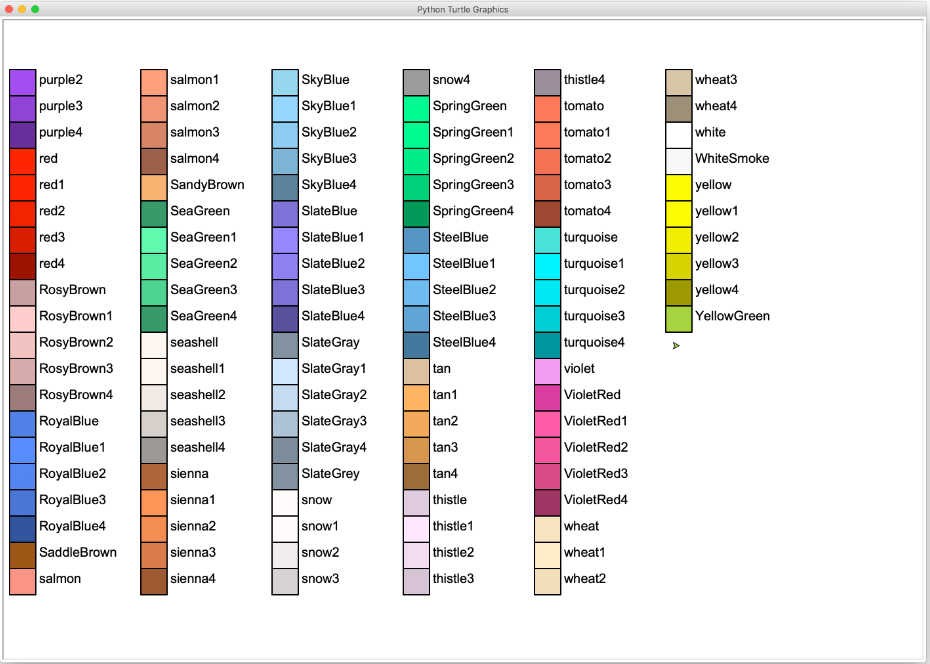 Python Turtle Graphics
purple2
purple3
purple4
red
red1
red2
red3
red4
RosyBrown
RosyBrown1
RosyBrown2
RosyBrown3
RosyBrown4
RoyalBlue
RoyalBlue1
RoyalBlue2
RoyalBlue3
RoyalBlue4
SaddleBrown
salmon
salmon1
salmon2
salmon3
salmon4
SandyBrown
SeaGreen
SeaGreen1
SeaGreen2
SeaGreen3
SeaGreen4
seashell
seashell1
seashell2
seashell3
seashell4
sienna
sienna1
sienna2
sienna3
sienna4
SkyBlue
SkyBlue1
SkyBlue2
SkyBlue3
SkyBlue4
SlateBlue
SlateBlue1
SlateBlue2
SlateBlue3
SlateBlue4
SlateGray
SlateGray1
SlateGray2
SlateGray3
SlateGray4
SlateGrey
snow
snow1
snow2
snow3
snow4
SpringGreen
SpringGreen1
SpringGreen2
SpringGreen3
SpringGreen4
SteelBlue
SteelBlue1
SteelBlue2
SteelBlue3
SteelBlue4
tan
tan1
tan2
tan3
tan4
thistle
thistle1
thistle2
thistle3
thistle4
tomato
tomato1
tomato2
tomato3
tomato4
turquoise
turquoise1
turquoise2
turquoise3
turquoise4
violet
VioletRed
VioletRed1
VioletRed2
VioletRed3
VioletRed4
wheat
wheat1
wheat2
wheat3
wheat4
white
WhiteSmoke
yellow
yellow1
yellow2
yellow3
yellow4
YellowGreen